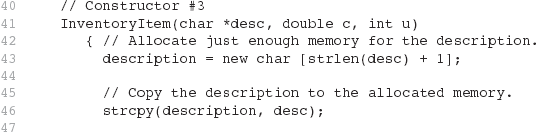 40     // Constructor #3
41     InventoryItem(char *desc, double c, int u)
42        { // Allocate just enough memory for the description.
43          description = new char [strlen(desc) + 1];
44
45          // Copy the description to the allocated memory.
46          strcpy(description, desc);
47